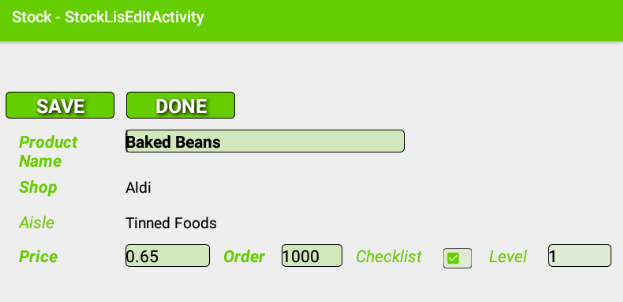 Stock - StockLisEditActivity
SAVE DONE
Product Name Baked Beans
Shop Aldi
Aisle Tinned Foods
Price 0.65 Order 1000 Checklist Level 1